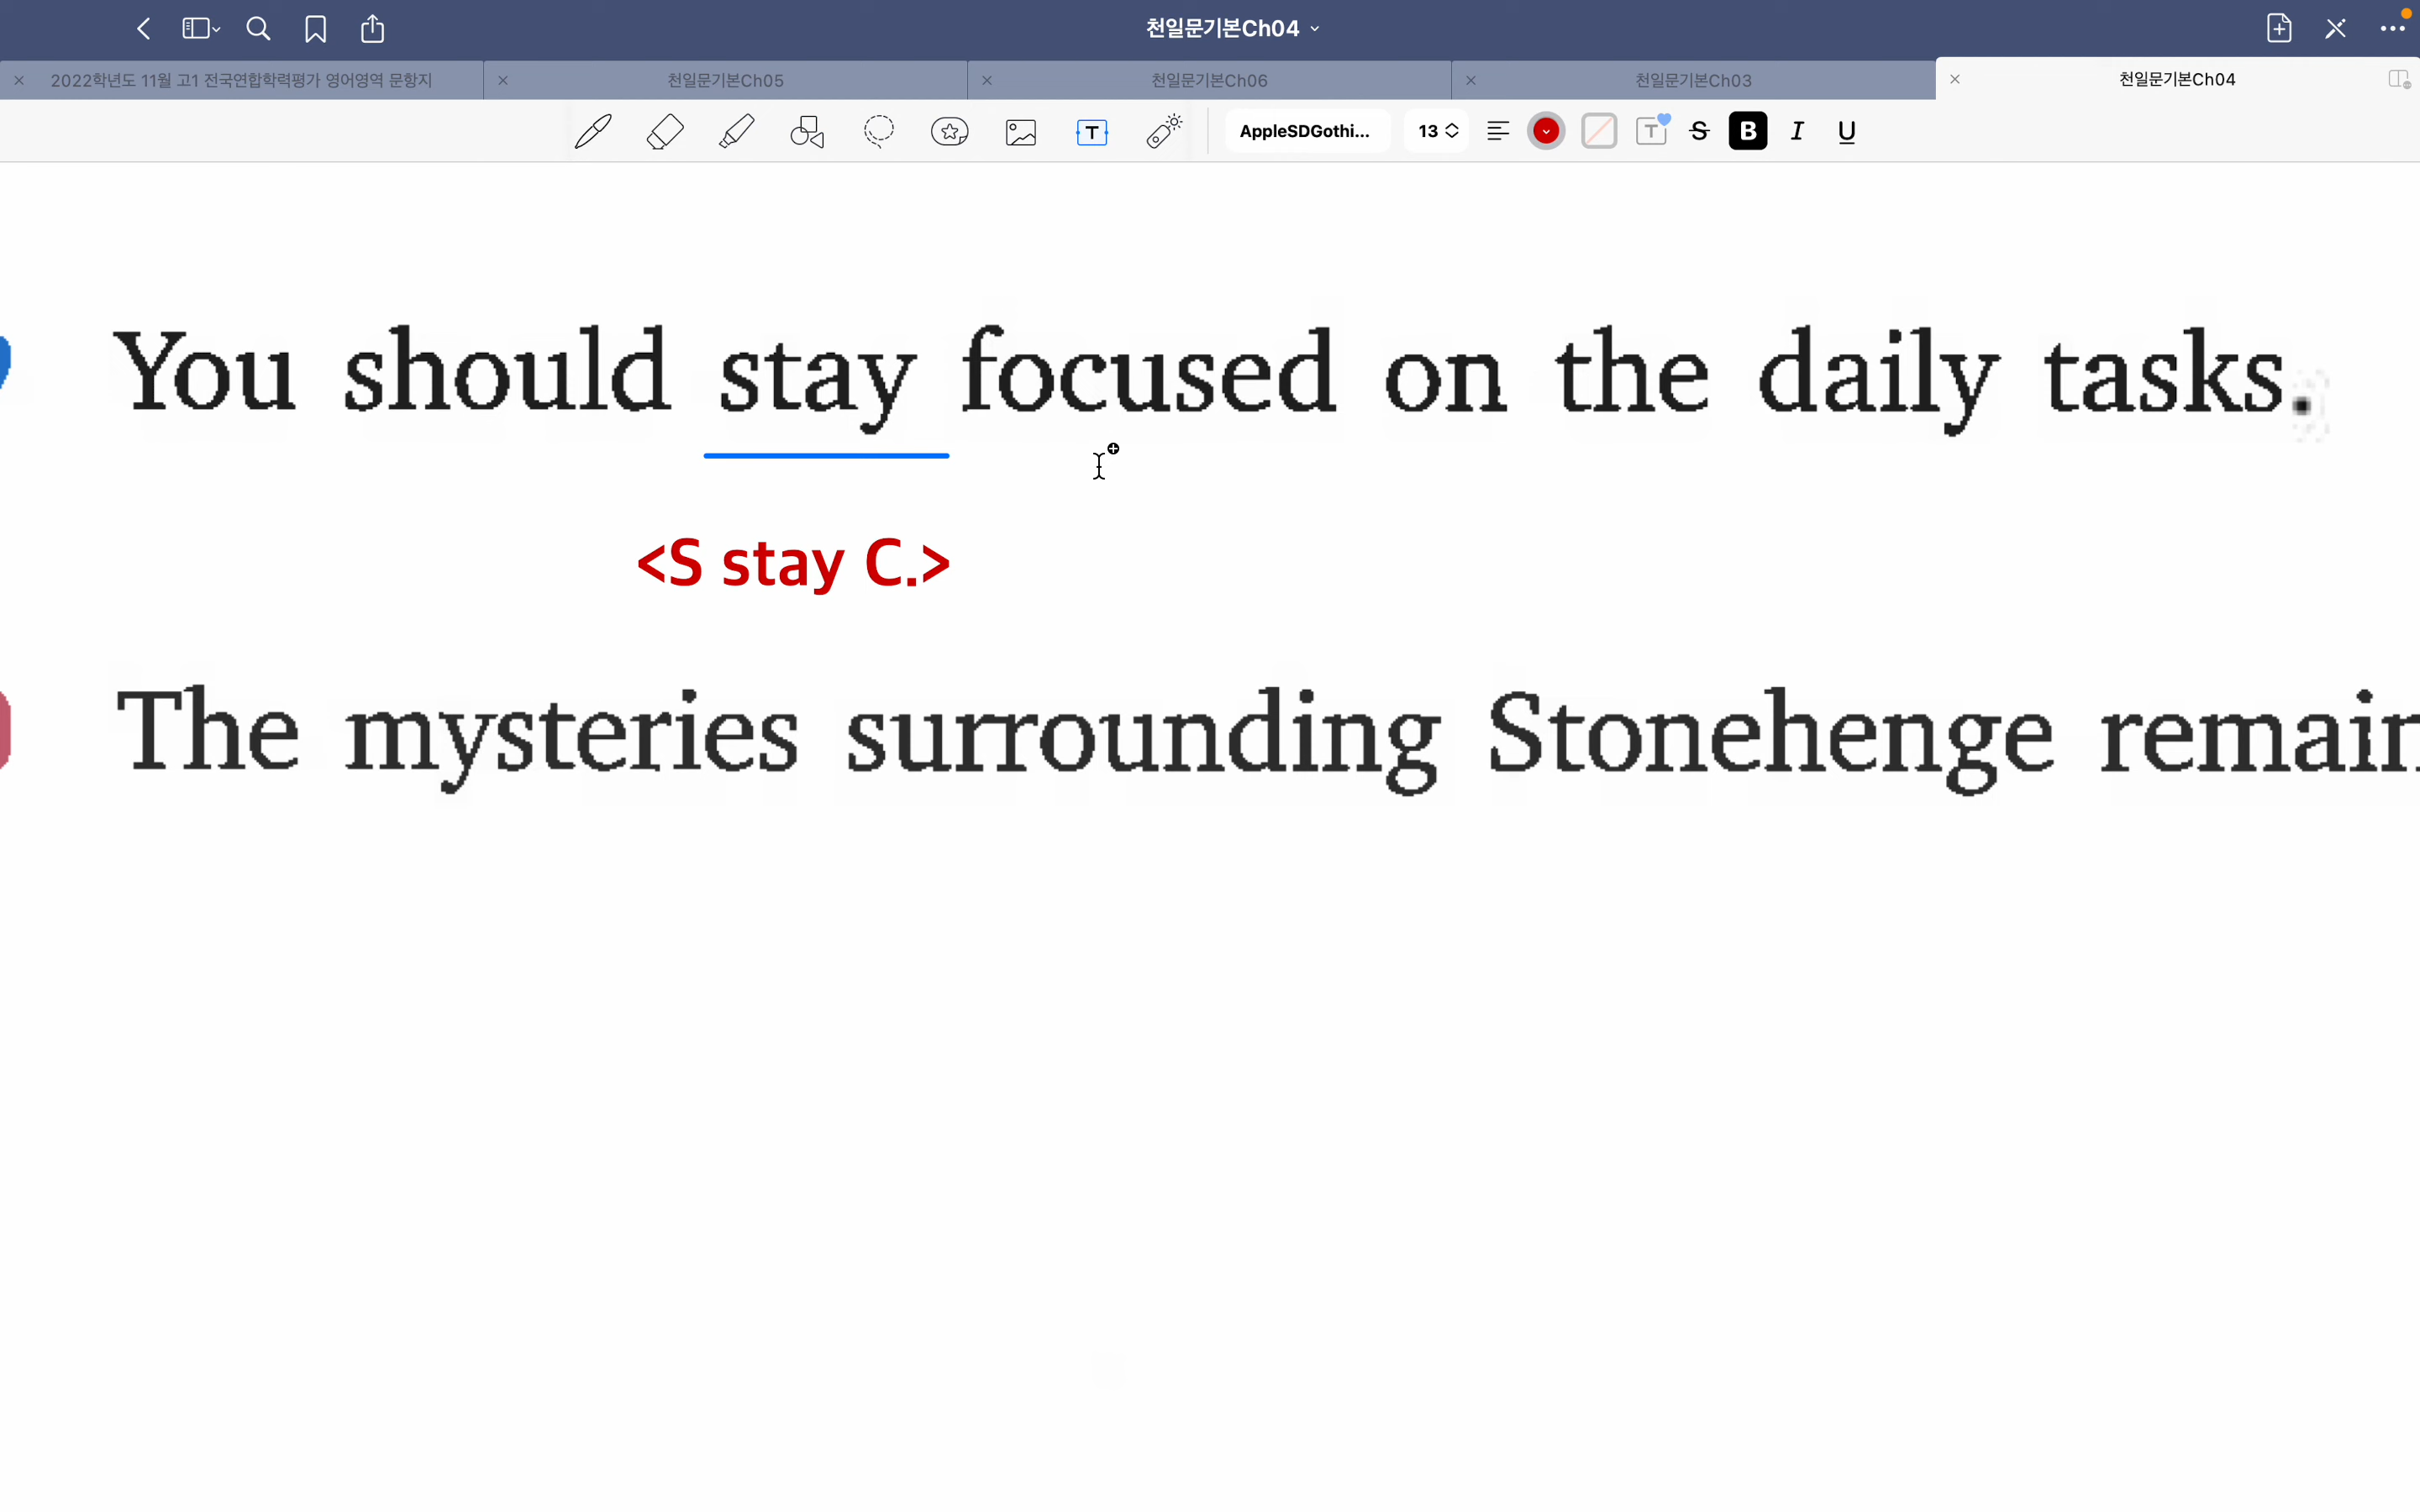 천일문기본Ch04
2022학년도 11월 고1 전국연합학력평가 영어영역 문항지
천일문기본Ch05
천일문기본Ch06
천일문기본Ch03
천일문기본Ch04
AppleSDGothi... 13 S B I U
You should stay focused on the daily tasks.
<S stay C.>
The mysteries surrounding Stonehenge remain